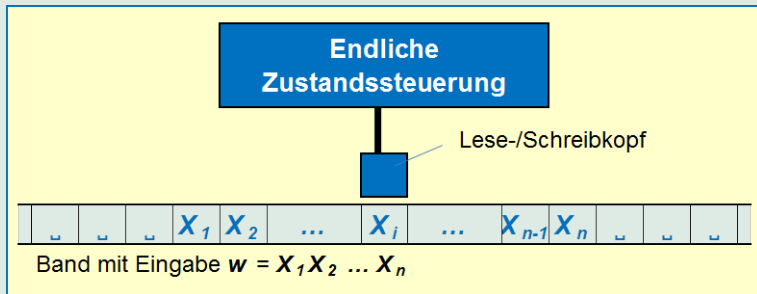 Endliche
Zustandssteuerung
Lese-/Schreibkopf
␣ ␣ ␣ X₁ X₂ ... Xᵢ ... Xₙ₋₁ Xₙ ␣ ␣ ␣
Band mit Eingabe w = X₁X₂ ... Xₙ